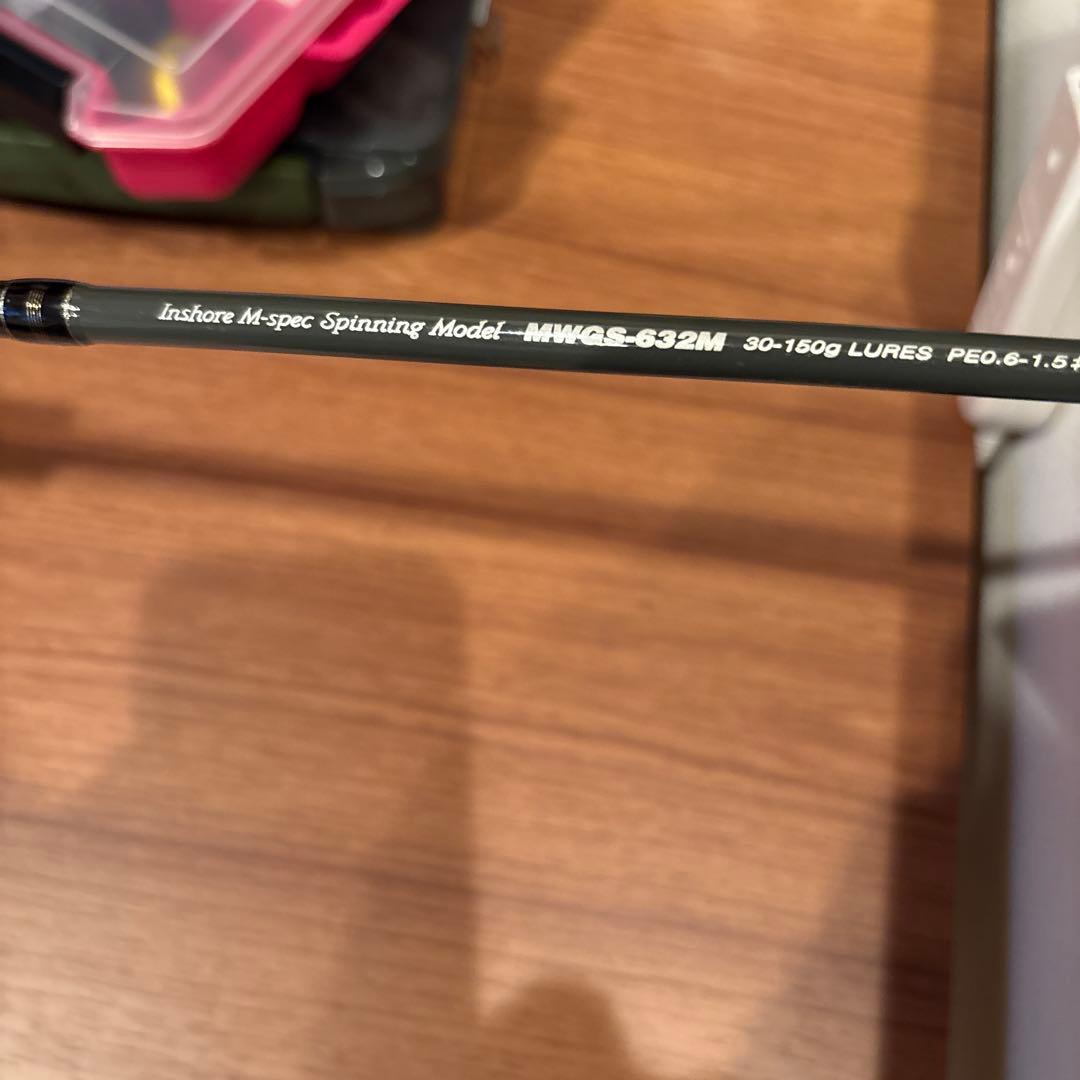 Inshore M-spec Spinning Model MWGS-632M 30-150g LURES PE0.6-1.5#